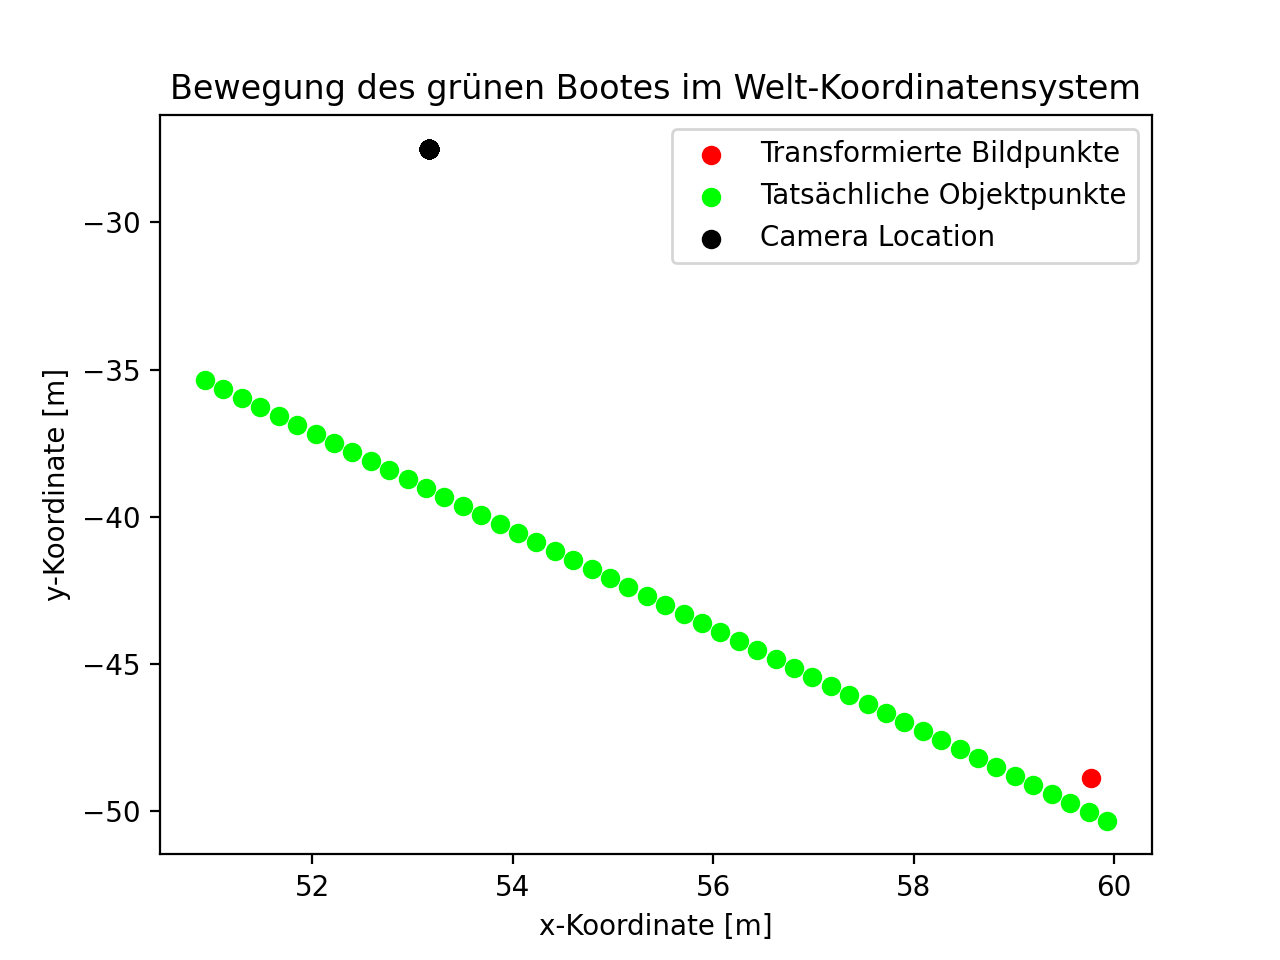 Bewegung des grünen Bootes im Welt-Koordinatensystem
Transformierte Bildpunkte
Tatsächliche Objektpunkte
Camera Location
−30
−35
−40
−45
−50
y-Koordinate [m]
52
54
56
58
60
x-Koordinate [m]